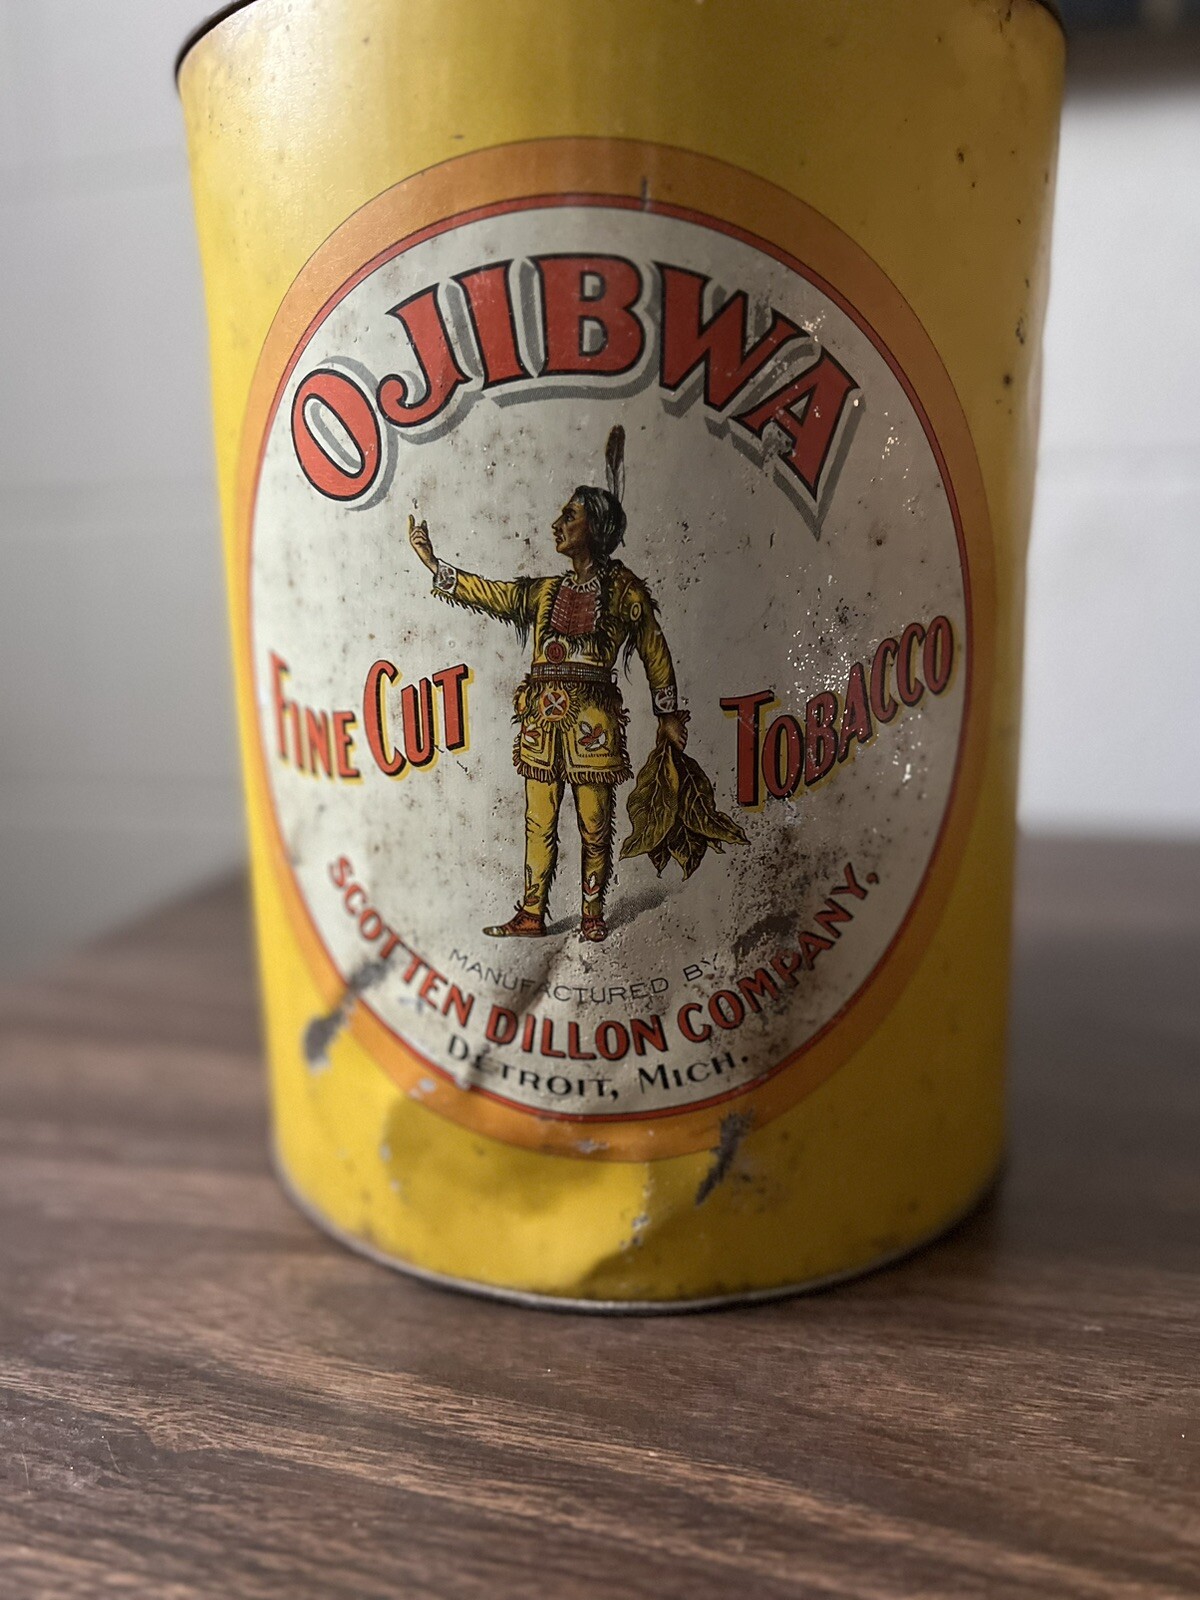 OJIBWA
FINE CUT TOBACCO
MANUFACTURED BY
SCOTTEN DILLON COMPANY,
DETROIT, MICH.